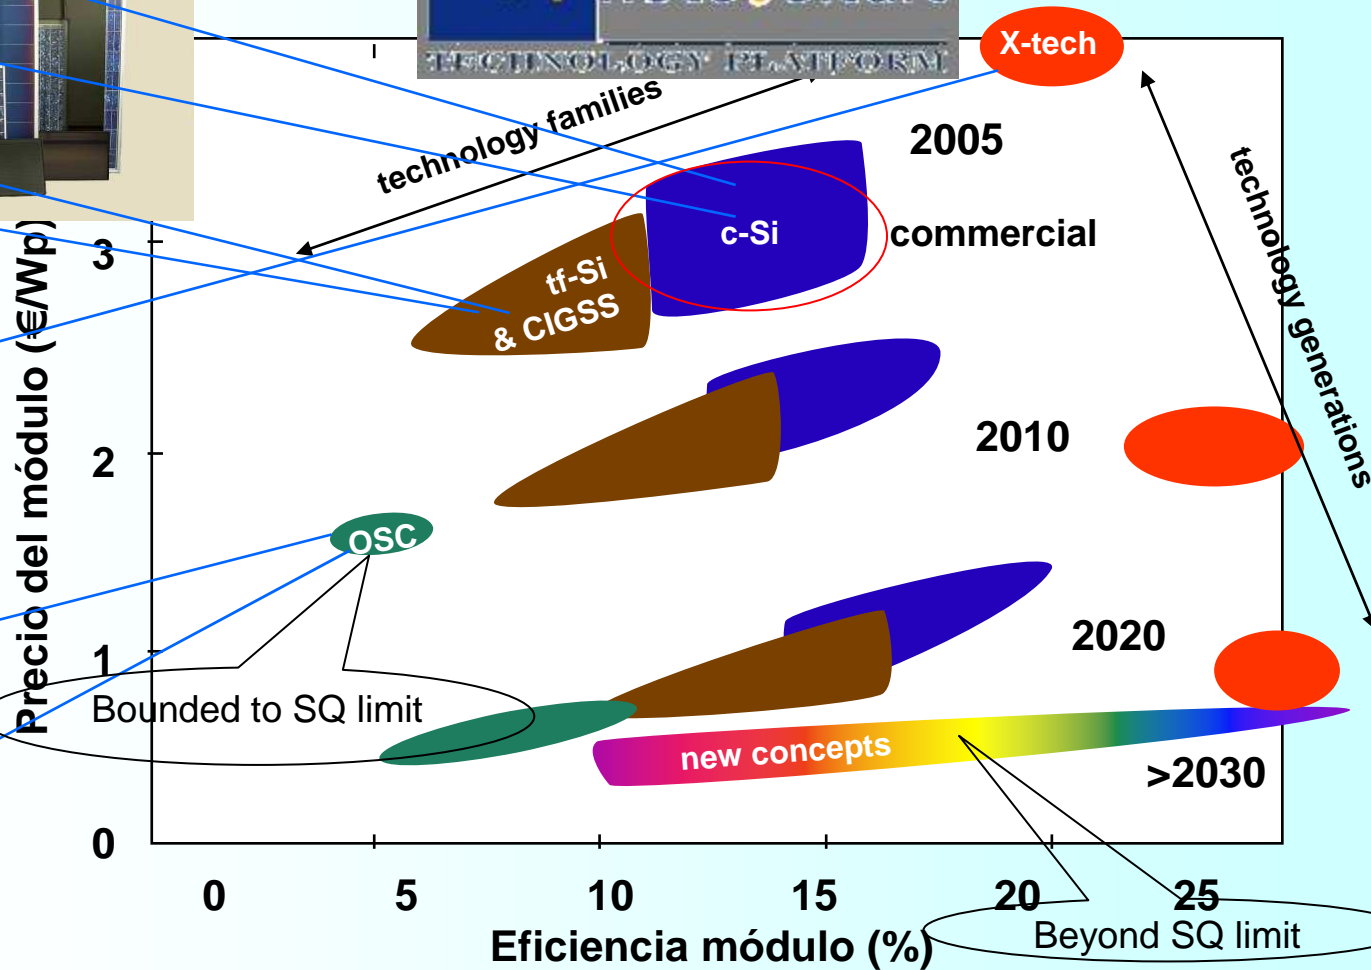 TECHNOLOGY PLATFORM
X-tech
technology families
2005
technology generations
c-Si
commercial
3
tf-Si
& CIGSS
Precio del módulo (€/Wp)
2010
2
OSC
2020
1
Bounded to SQ limit
new concepts
>2030
0
0
5
10
15
20
25
Beyond SQ limit
Eficiencia módulo (%)